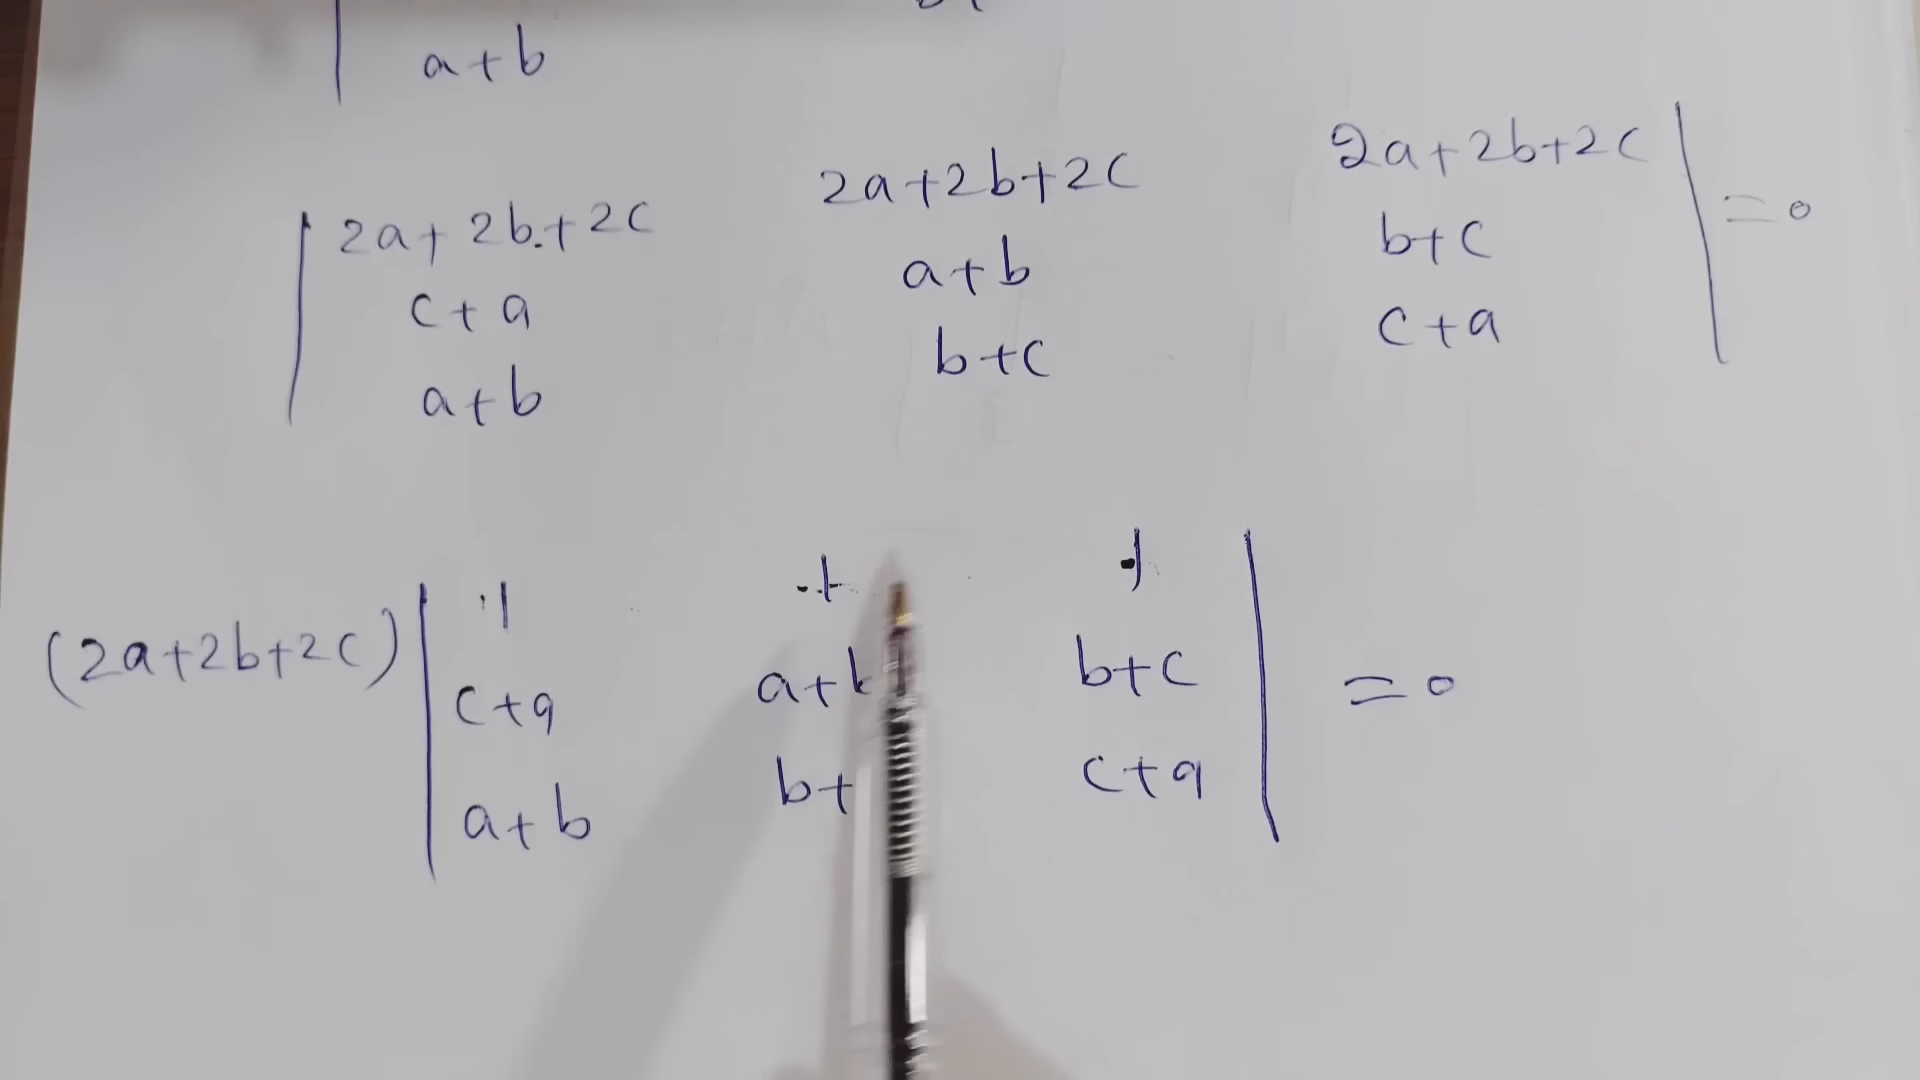 a+b
2a+2b+2c 2a+2b+2c 2a+2b+2c
c+a a+b b+c = 0
a+b b+c c+a
1 1 1
(2a+2b+2c) c+a a+b b+c = 0
a+b b+ c+a